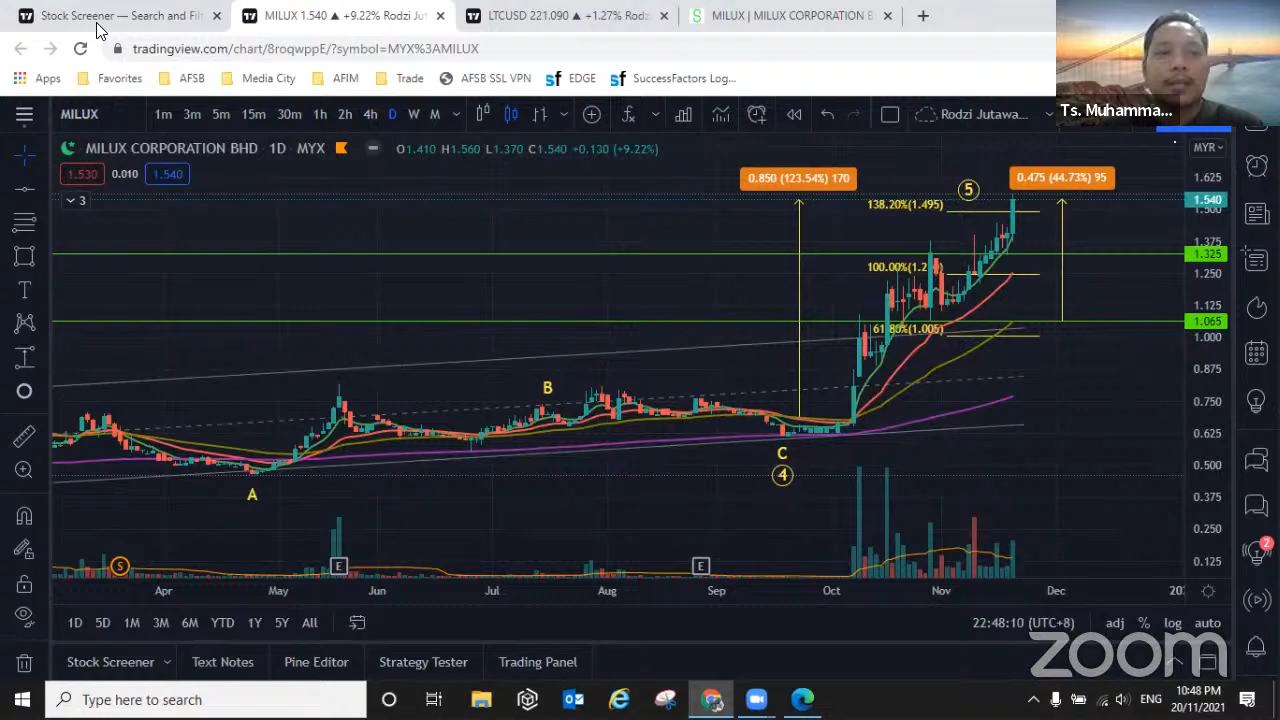 Stock Screener — Search and Filt
MILUX 1.540 ▲ +9.22% Rodzi Jut
LTCUSD 221.090 ▲ +1.27% Rodz
MILUX | MILUX CORPORATION B
tradingview.com/chart/8roqwppE/?symbol=MYX%3AMILUX
Apps Favorites AFSB Media City AFIM Trade AFSB SSL VPN EDGE SuccessFactors Log...
Ts. Muhamma...
MILUX 1m 3m 5m 15m 30m 1h 2h 4h D W M Rodzi Jutawa...
MILUX CORPORATION BHD · 1D · MYX O1.410 H1.560 L1.370 C1.540 +0.130 (+9.22%)
MYR
1.530 0.010 1.540
3
0.850 (123.54%) 170
0.475 (44.73%) 95
5
138.20%(1.495)
100.00%(1.2
61.80%(1.005)
A
B
C
4
S
E
E
1.625
1.540
1.500
1.375
1.325
1.250
1.125
1.065
1.000
0.875
0.750
0.625
0.500
0.375
0.250
0.125
2
Apr May Jun Jul Aug Sep Oct Nov Dec 20
1D 5D 1M 3M 6M YTD 1Y 5Y All 22:48:10 (UTC+8) adj % log auto
Stock Screener Text Notes Pine Editor Strategy Tester Trading Panel
zoom
Type here to search
ENG
10:48 PM
20/11/2021